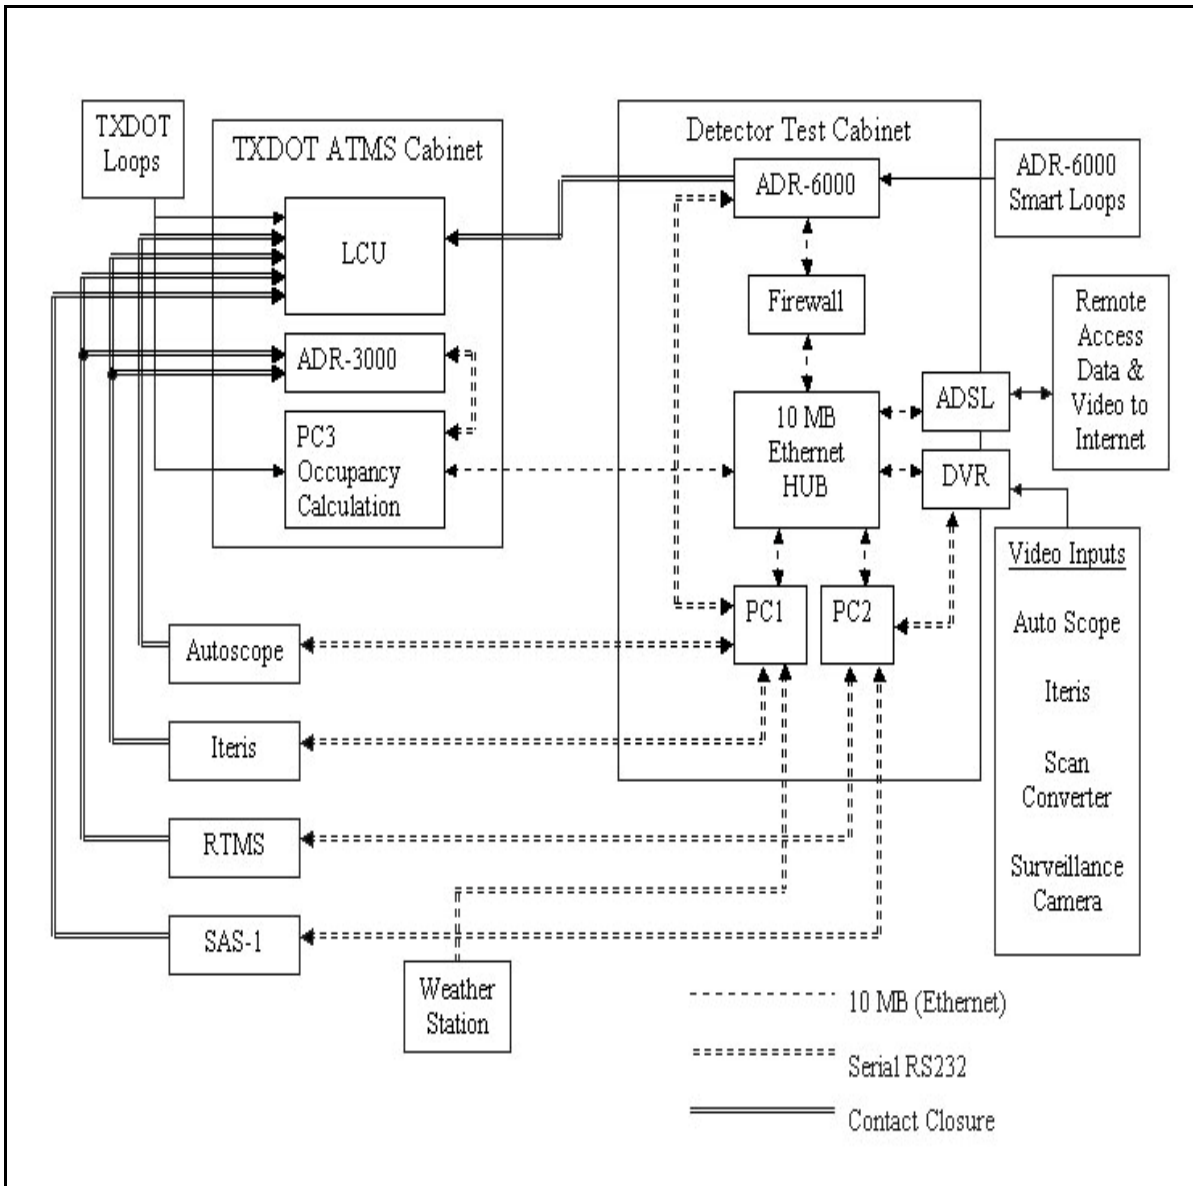 TXDOT
Loops
TXDOT ATMS Cabinet
LCU
ADR-3000
PC3
Occupancy
Calculation
Detector Test Cabinet
ADR-6000
ADR-6000
Smart Loops
Firewall
10 MB
Ethernet
HUB
ADSL
DVR
Remote
Access
Data &
Video to
Internet
PC1
PC2
Video Inputs
Auto Scope
Iteris
Scan
Converter
Surveillance
Camera
Autoscope
Iteris
RTMS
SAS-1
Weather
Station
10 MB (Ethernet)
Serial RS232
Contact Closure